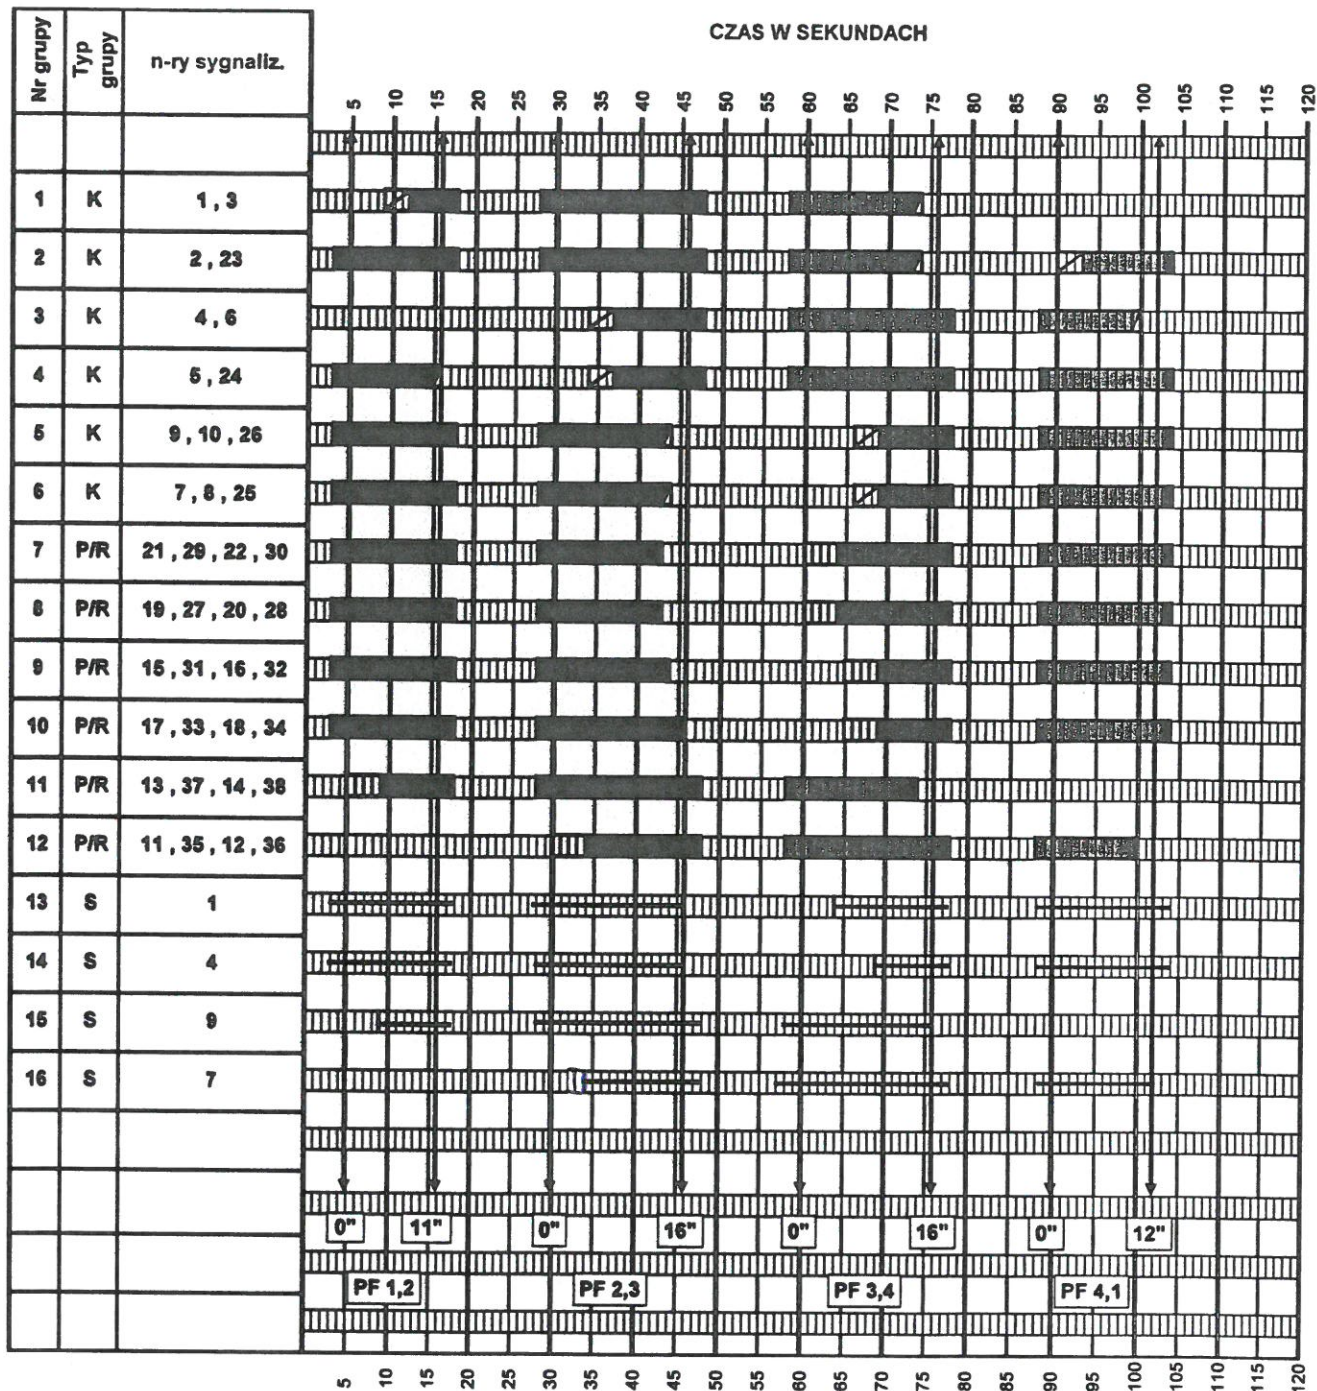 CZAS W SEKUNDACH
Nr grupy Typ grupy n-ry sygnaliz.
5 10 15 20 25 30 35 40 45 50 55 60 65 70 75 80 85 90 95 100 105 110 115 120
1 K 1 , 3
2 K 2 , 23
3 K 4 , 6
4 K 5 , 24
5 K 9 , 10 , 26
6 K 7 , 8 , 25
7 P/R 21 , 29 , 22 , 30
8 P/R 19 , 27 , 20 , 28
9 P/R 15 , 31 , 16 , 32
10 P/R 17 , 33 , 18 , 34
11 P/R 13 , 37 , 14 , 38
12 P/R 11 , 35 , 12 , 36
13 S 1
14 S 4
15 S 9
16 S 7
0" 11" 0" 16" 0" 16" 0" 12"
PF 1,2 PF 2,3 PF 3,4 PF 4,1
5 10 15 20 25 30 35 40 45 50 55 60 65 70 75 80 85 90 95 100 105 110 115 120